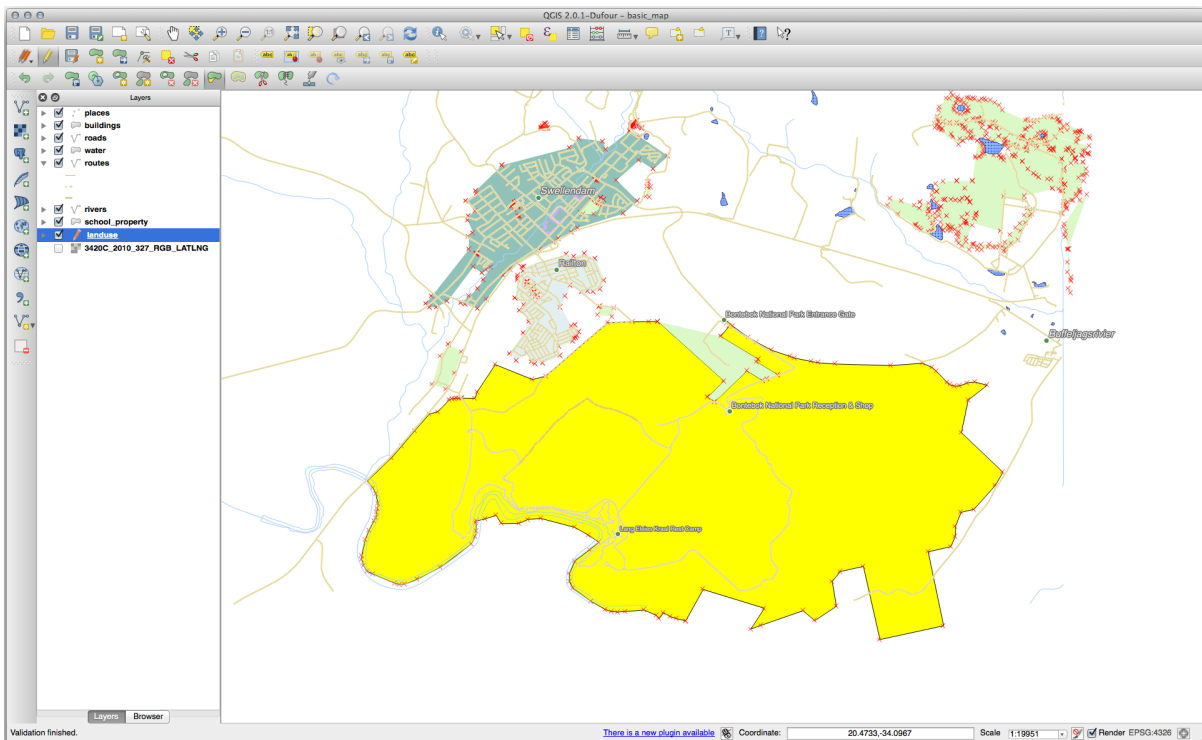 QGIS 2.0.1-Dufour - basic_map
Layers
places
buildings
roads
water
routes
rivers
school_property
landuse
3420C_2010_327_RGB_LATLNG
Swellendam
Railton
Bontebok National Park Entrance Gate
Buffeljagsrivier
Bontebok National Park Reception & Shop
Lang Elsies Kraal Rest Camp
Layers Browser
Validation finished. There is a new plugin available Coordinate: 20.4733,-34.0967 Scale 1:19951 Render EPSG:4326